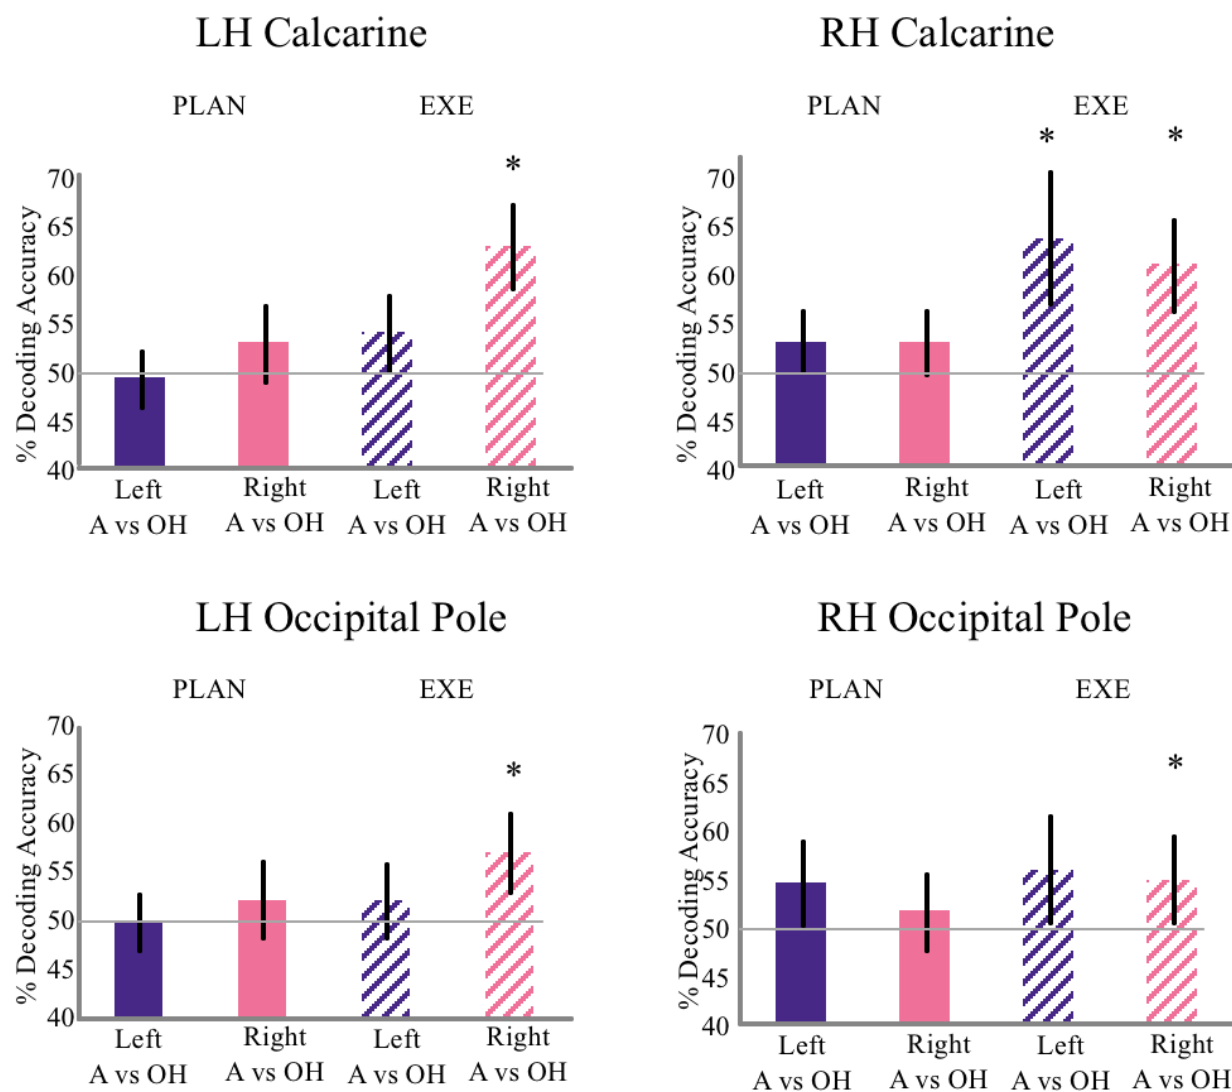 LH Calcarine
PLAN EXE
*
% Decoding Accuracy
70
65
60
55
50
45
40
Left Right Left Right
A vs OH A vs OH A vs OH A vs OH
RH Calcarine
PLAN EXE
* *
% Decoding Accuracy
70
65
60
55
50
45
40
Left Right Left Right
A vs OH A vs OH A vs OH A vs OH
LH Occipital Pole
PLAN EXE
*
% Decoding Accuracy
70
65
60
55
50
45
40
Left Right Left Right
A vs OH A vs OH A vs OH A vs OH
RH Occipital Pole
PLAN EXE
*
% Decoding Accuracy
70
65
60
55
50
45
40
Left Right Left Right
A vs OH A vs OH A vs OH A vs OH